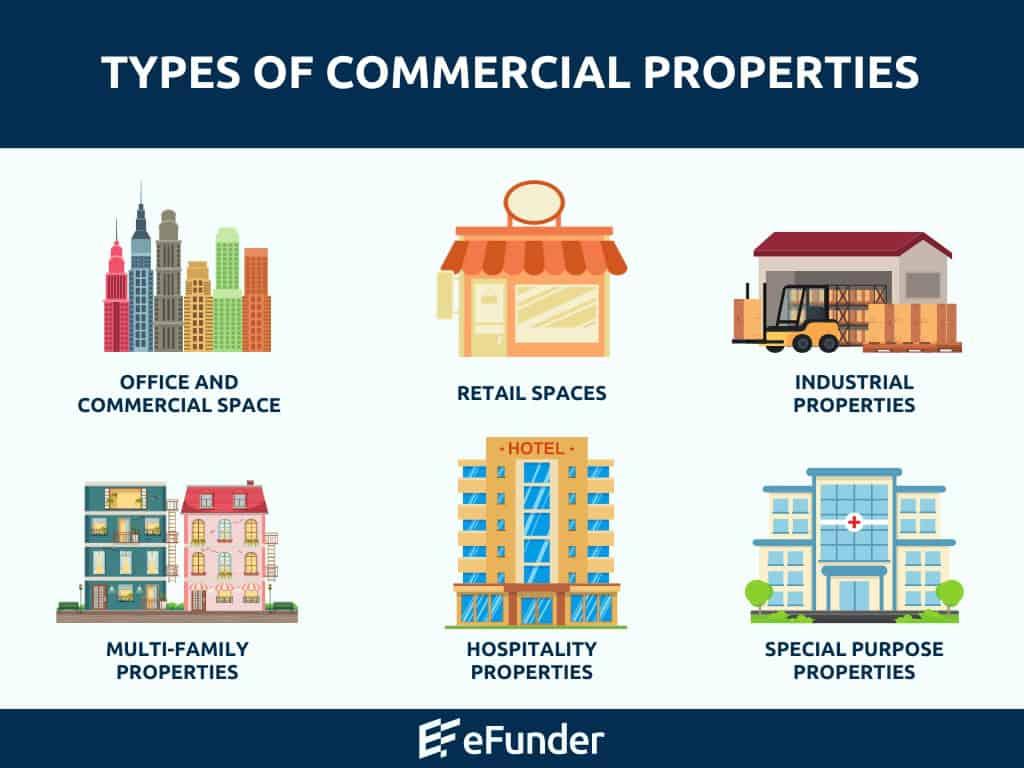 TYPES OF COMMERCIAL PROPERTIES
OFFICE AND
COMMERCIAL SPACE
RETAIL SPACES
INDUSTRIAL
PROPERTIES
- HOTEL -
MULTI-FAMILY
PROPERTIES
HOSPITALITY
PROPERTIES
SPECIAL PURPOSE
PROPERTIES
eFunder